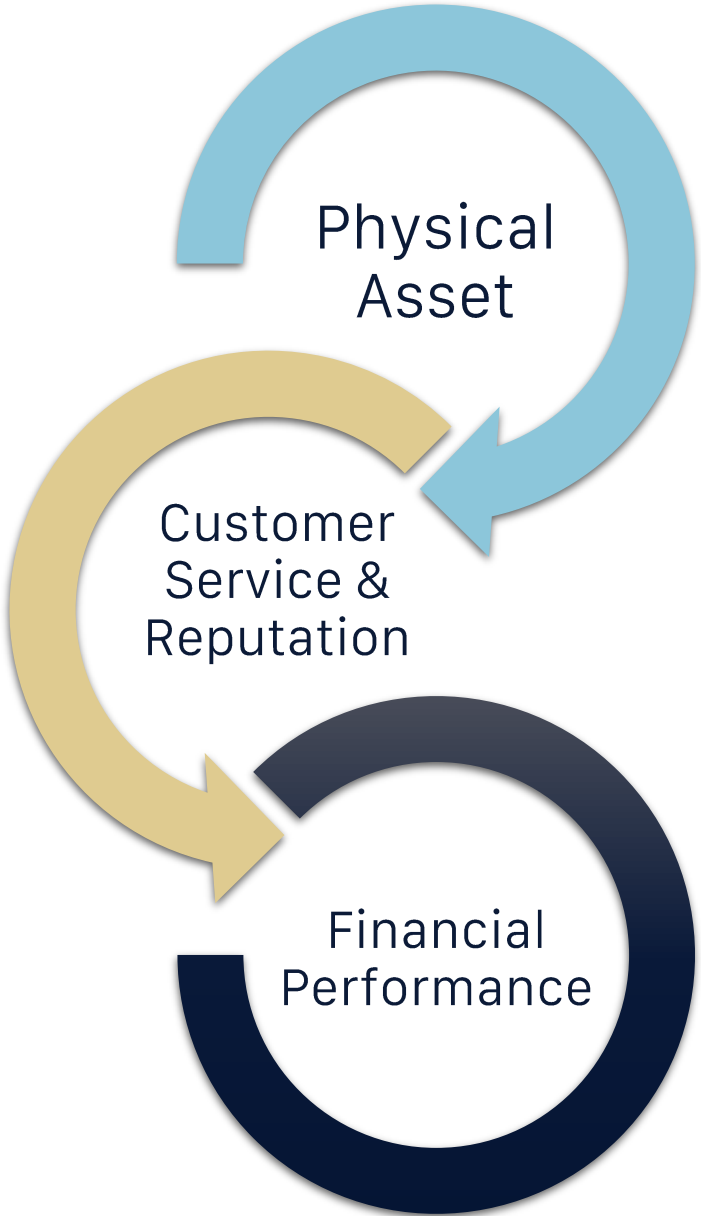 Physical
Asset
Customer
Service &
Reputation
Financial
Performance